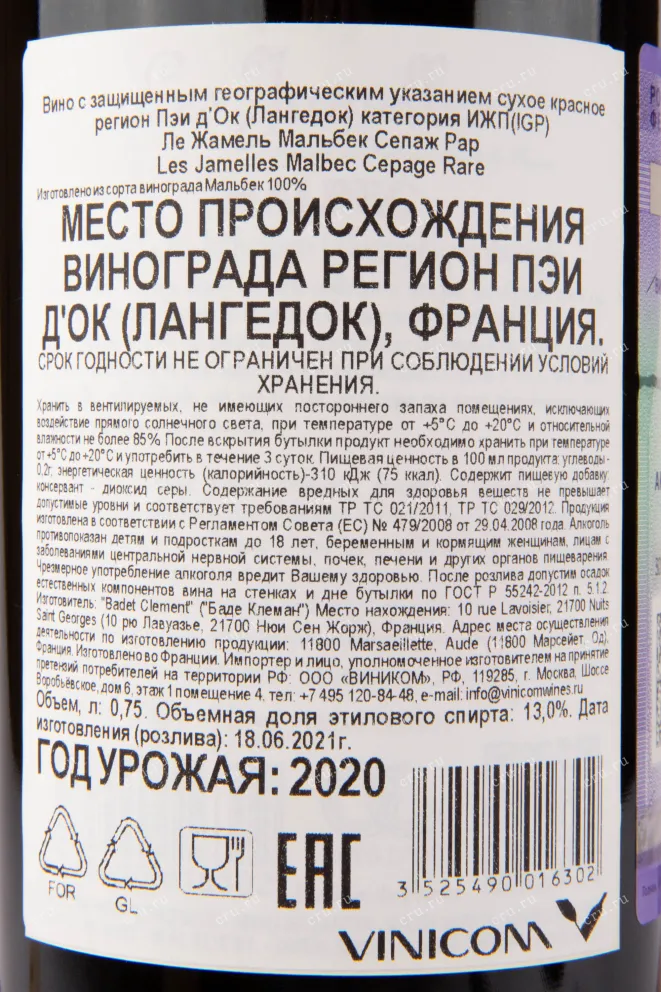 Вино с защищенным географическим указанием сухое красное
регион Пэи д'Ок (Лангедок) категория ИЖП(IGP)
Ле Жамель Мальбек Сепаж Рар
Les Jamelles Malbec Cepage Rare
Изготовлено из сорта винограда Мальбек 100%
МЕСТО ПРОИСХОЖДЕНИЯ
ВИНОГРАДА РЕГИОН ПЭИ
Д'ОК (ЛАНГЕДОК), ФРАНЦИЯ.
СРОК ГОДНОСТИ НЕ ОГРАНИЧЕН ПРИ СОБЛЮДЕНИИ УСЛОВИЙ
ХРАНЕНИЯ.
Хранить в вентилируемых, не имеющих постороннего запаха помещениях, исключающих
воздействие прямого солнечного света, при температуре от +5°С до +20°С и относительной
влажности не более 85% После вскрытия бутылки продукт необходимо хранить при температуре
от +5°С до +20°С и употребить в течение 3 суток. Пищевая ценность в 100 мл продукта: углеводы-
0,2г; энергетическая ценность (калорийность)-310 кДж (75 ккал). Содержит пищевую добавку
консервант - диоксид серы. Содержание вредных для здоровья веществ не превышает
допустимые уровни и соответствует требованиям ТР ТС 021/2011, ТР ТС 029/2012. Продукция
изготовлена в соответствии с Регламентом Совета (ЕС) № 479/2008 от 29.04.2008 года. Алкоголь
противопоказан детям и подросткам до 18 лет, беременным и кормящим женщинам, лицам с
заболеваниями центральной нервной системы, почек, печени и других органов пищеварения.
Чрезмерное употребление алкоголя вредит Вашему здоровью. После розлива допустим осадок
естественных компонентов вина на стенках и дне бутылки по ГОСТ Р 55242-2012 п. 5.1.2.
Изготовитель: "Badet Clement" ("Баде Клеман") Место нахождения: 10 rue Lavoisier, 21700 Nuits
Saint Georges (10 рю Лавуазье, 21700 Нюи Сен Жорж), Франция. Адрес места осуществления
деятельности по изготовлению продукции: 11800 Marsaeillette, Aude (11800 Марсейет. Од),
Франция. Изготовлено во Франции. Импортер и лицо, уполномоченное изготовителем на принятие
претензий потребителей на территории РФ: ООО «ВИНИКОМ», РФ, 119285, г. Москва, Шоссе
Воробьёвское, дом 6, этаж 1 помещение 4, тел: +7 495 120-84-48, e-mail: info@vinicomwines.ru
Объем, л: 0,75. Объемная доля этилового спирта: 13,0%. Дата
изготовления (розлива): 18.06.2021г.
ГОД УРОЖАЯ: 2020
FOR
GL
EAC
3 525490 016302
VINICOM